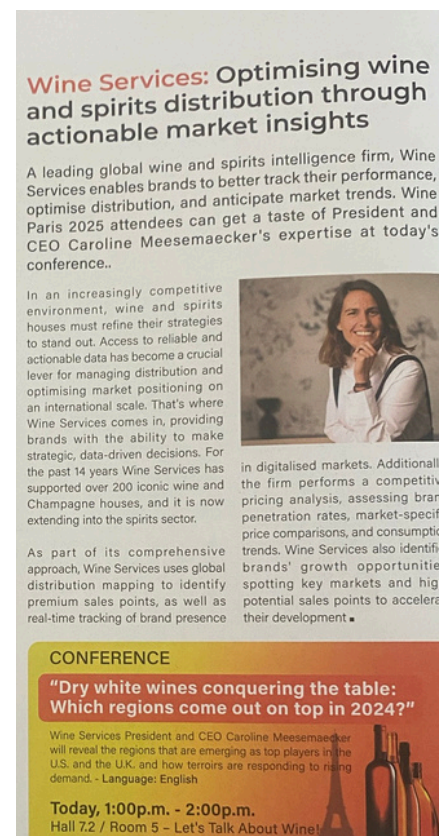 Wine Services: Optimising wine
and spirits distribution through
actionable market insights
A leading global wine and spirits intelligence firm, Wine
Services enables brands to better track their performance,
optimise distribution, and anticipate market trends. Wine
Paris 2025 attendees can get a taste of President and
CEO Caroline Meesemaecker's expertise at today's
conference..
In an increasingly competitive
environment, wine and spirits
houses must refine their strategies
to stand out. Access to reliable and
actionable data has become a crucial
lever for managing distribution and
optimising market positioning on
an international scale. That's where
Wine Services comes in, providing
brands with the ability to make
strategic, data-driven decisions. For
the past 14 years Wine Services has
supported over 200 iconic wine and
Champagne houses, and it is now
extending into the spirits sector.
As part of its comprehensive
approach, Wine Services uses global
distribution mapping to identify
premium sales points, as well as
real-time tracking of brand presence
in digitalised markets. Additionall
the firm performs a competitiv
pricing analysis, assessing bran
penetration rates, market-specif
price comparisons, and consumptio
trends. Wine Services also identifi
brands' growth opportunitie
spotting key markets and hig
potential sales points to accelera
their development ■
CONFERENCE
"Dry white wines conquering the table:
Which regions come out on top in 2024?"
Wine Services President and CEO Caroline Meesemaecker
will reveal the regions that are emerging as top players in the
U.S. and the U.K. and how terroirs are responding to rising
demand. - Language: English
Today, 1:00p.m. - 2:00p.m.
Hall 7.2 / Room 5 – Let's Talk About Wine!